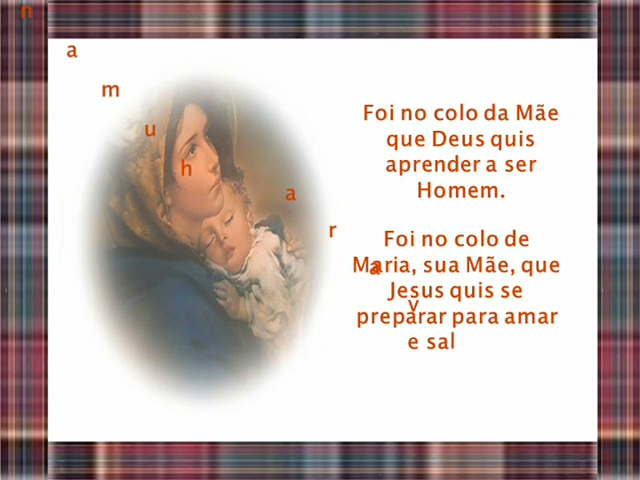 Foi no colo da Mãe
que Deus quis
aprender a ser
Homem.
Foi no colo de
Maria, sua Mãe, que
Jesus quis se
preparar para amar
e sal
v
a
r
a
h
u
m
a
n